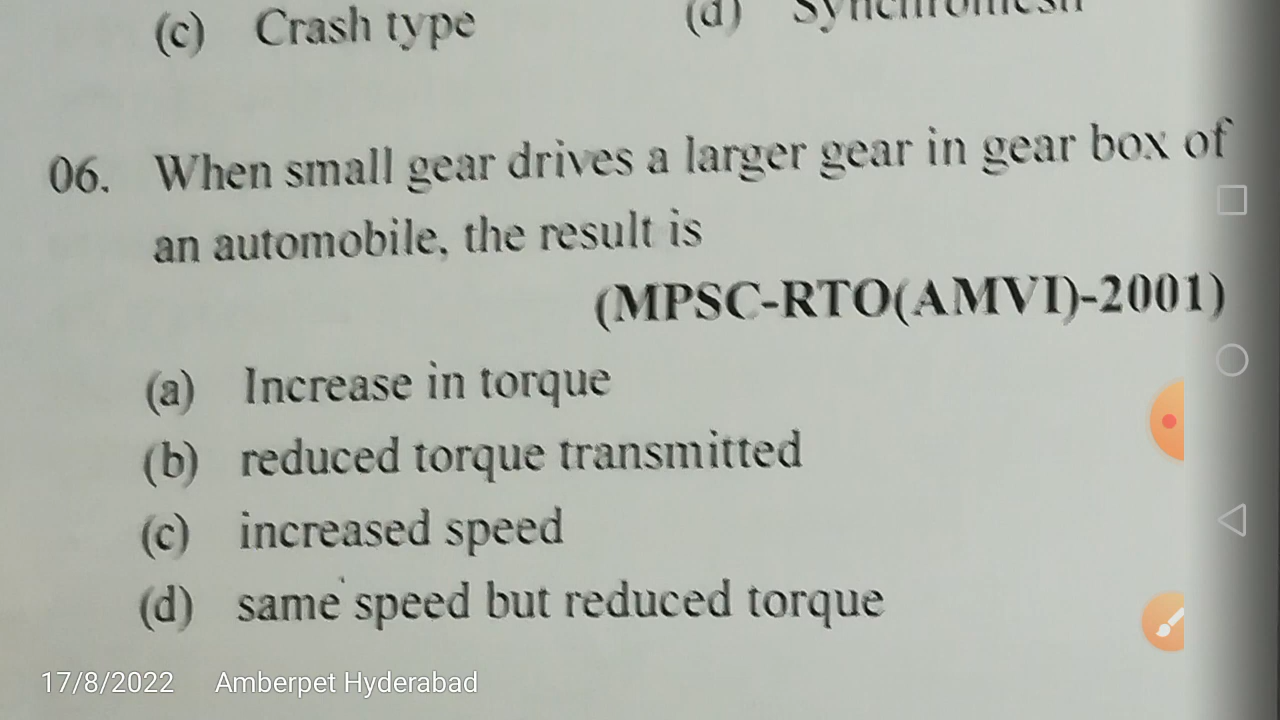 (c) Crash type (d) Synchromesh
06. When small gear drives a larger gear in gear box of
an automobile, the result is
(MPSC-RTO(AMVI)-2001)
(a) Increase in torque
(b) reduced torque transmitted
(c) increased speed
(d) same speed but reduced torque
17/8/2022 Amberpet Hyderabad